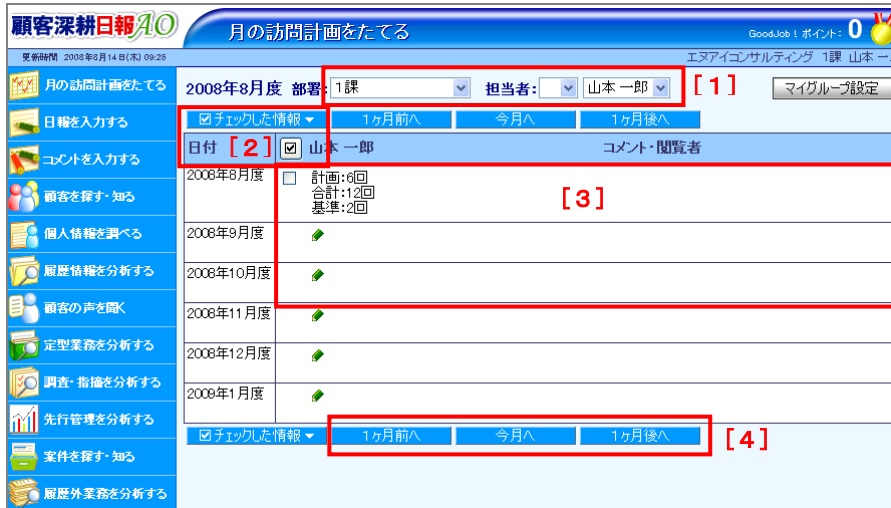 顧客深耕日報AO
月の訪問計画をたてる
GoodJob！ポイント: 0
更新時間 2008年8月14日(木) 09:26
エヌアイコンサルティング 1課 山本 一
月の訪問計画をたてる
日報を入力する
コメントを入力する
顧客を探す・知る
個人情報を調べる
履歴情報を分析する
顧客の声を聞く
定型業務を分析する
調査・指摘を分析する
先行管理を分析する
案件を探す・知る
履歴外業務を分析する
2008年8月度 部署: 1課 担当者: 山本 一郎 [1] マイグループ設定
チェックした情報▼ 1ヶ月前へ 今月へ 1ヶ月後へ
日付 [2] 山本 一郎 コメント・閲覧者
2008年8月度 計画:6回
合計:12回
基準:2回
[3]
2008年9月度
2008年10月度
2008年11月度
2008年12月度
2009年1月度
チェックした情報▼ 1ヶ月前へ 今月へ 1ヶ月後へ [4]